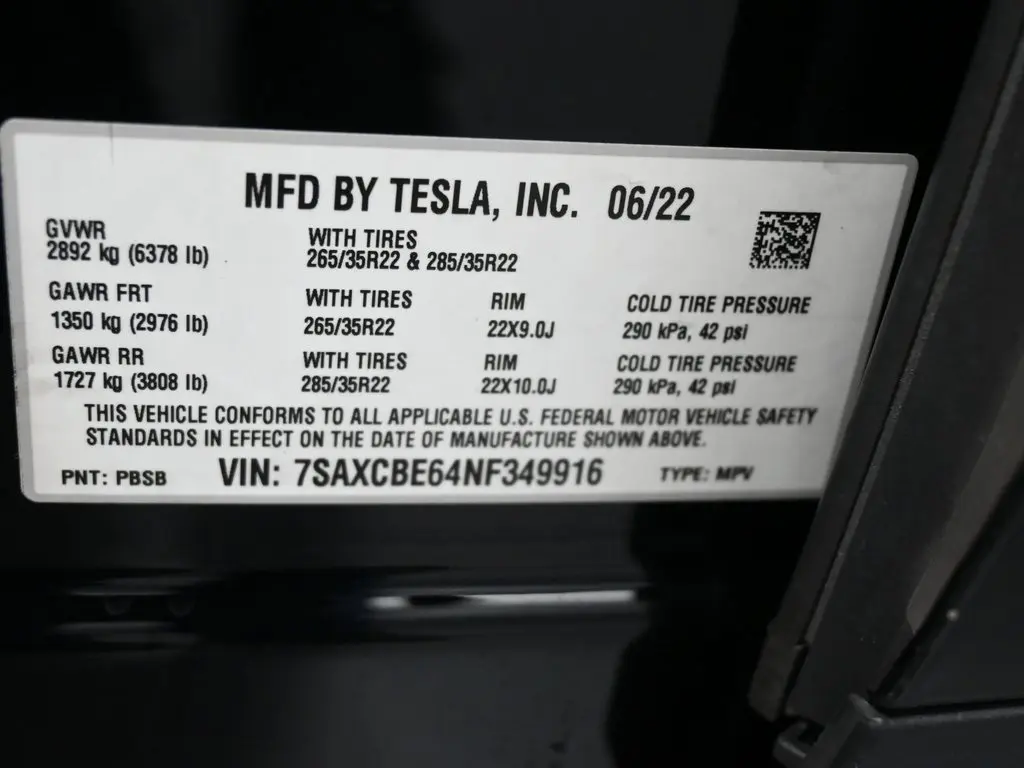 MFD BY TESLA, INC. 06/22
GVWR WITH TIRES
2892 kg (6378 lb) 265/35R22 & 285/35R22
GAWR FRT WITH TIRES RIM COLD TIRE PRESSURE
1350 kg (2976 lb) 265/35R22 22X9.0J 290 kPa, 42 psi
GAWR RR WITH TIRES RIM COLD TIRE PRESSURE
1727 kg (3808 lb) 285/35R22 22X10.0J 290 kPa, 42 psi
THIS VEHICLE CONFORMS TO ALL APPLICABLE U.S. FEDERAL MOTOR VEHICLE SAFETY
STANDARDS IN EFFECT ON THE DATE OF MANUFACTURE SHOWN ABOVE.
PNT: PBSB VIN: 7SAXCBE64NF349916 TYPE: MPV